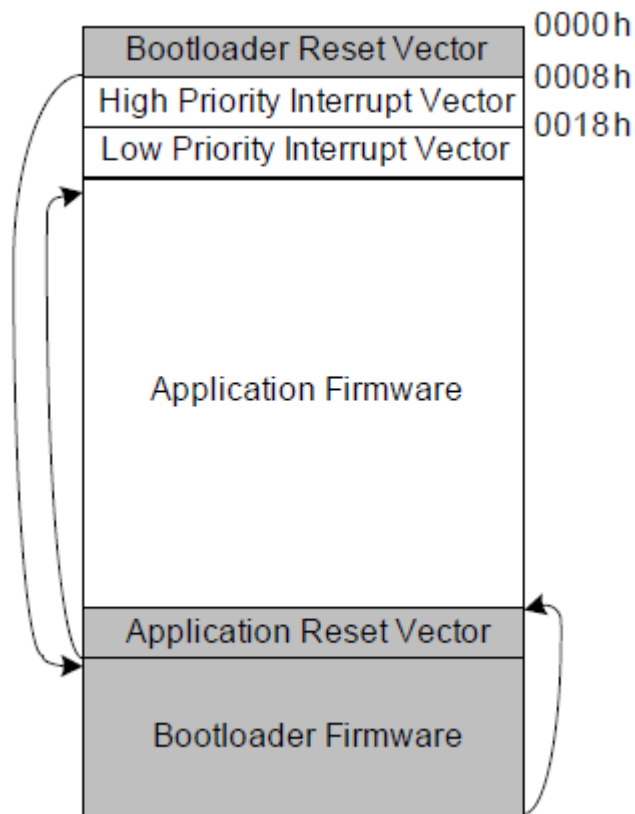 0000h
Bootloader Reset Vector
0008h
High Priority Interrupt Vector
0018h
Low Priority Interrupt Vector
Application Firmware
Application Reset Vector
Bootloader Firmware